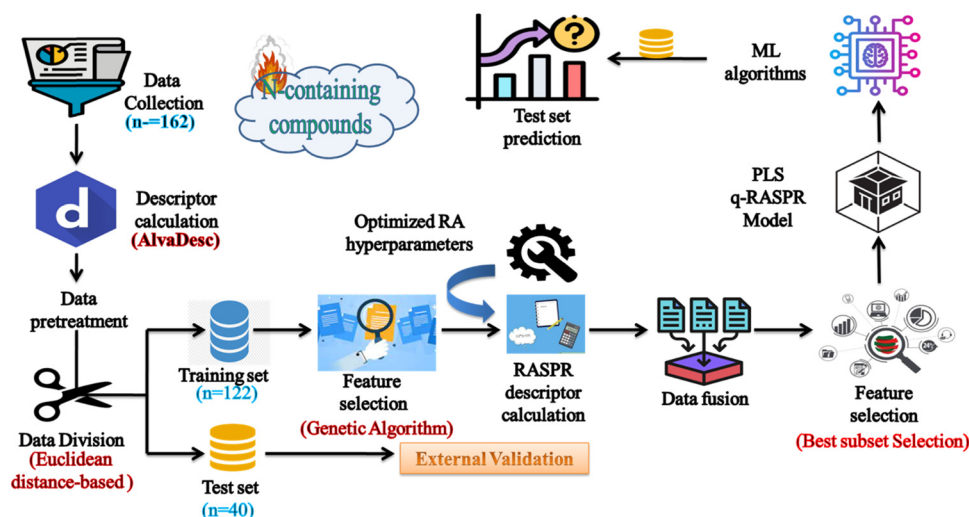 Data
Collection
(n-=162)
N-containing
compounds
Test set
prediction
ML
algorithms
Descriptor
calculation
(AlvaDesc)
d
Optimized RA
hyperparameters
PLS
q-RASPR
Model
Data
pretreatment
Training set
(n=122)
Feature
selection
(Genetic Algorithm)
RASPR
descriptor
calculation
Data fusion
24%
Feature
selection
(Best subset Selection)
Data Division
(Euclidean
distance-based)
Test set
(n=40)
External Validation
?